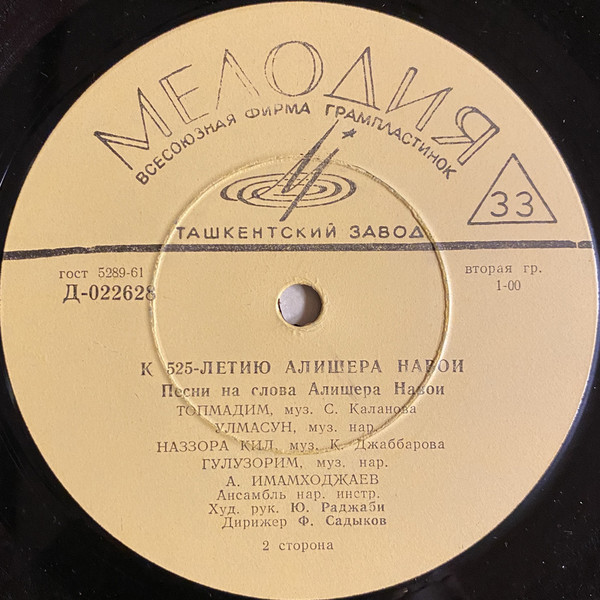 МЕЛОДИЯ
ВСЕСОЮЗНАЯ ФИРМА ГРАМПЛАСТИНОК
33
ТАШКЕНТСКИЙ ЗАВОД
гост 5289-61
Д-022628
вторая гр.
1-00
К 525-ЛЕТИЮ АЛИШЕРА НАВОИ
Песни на слова Алишера Навои
ТОПМАДИМ, муз. С. Каланова
УЛМАСУН, муз. нар.
НАЗЗОРА КИЛ, муз. К. Джаббарова
ГУЛУЗОРИМ, муз. нар.
А. ИМАМХОДЖАЕВ
Ансамбль нар. инстр.
Худ. рук. Ю. Раджаби
Дирижер Ф. Садыков
2 сторона